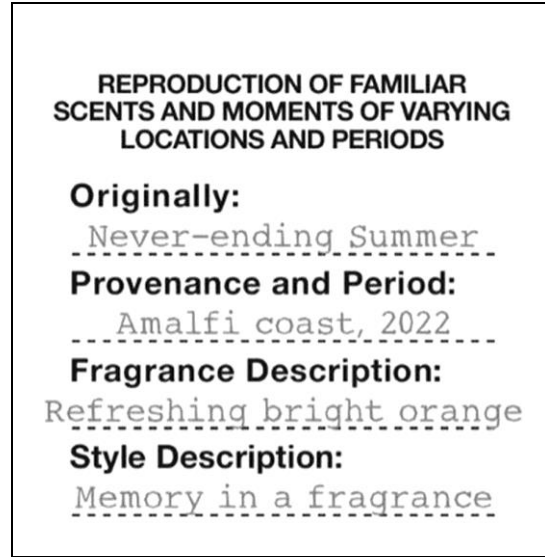 REPRODUCTION OF FAMILIAR
SCENTS AND MOMENTS OF VARYING
LOCATIONS AND PERIODS
Originally:
Never-ending Summer
Provenance and Period:
Amalfi coast, 2022
Fragrance Description:
Refreshing bright orange
Style Description:
Memory in a fragrance